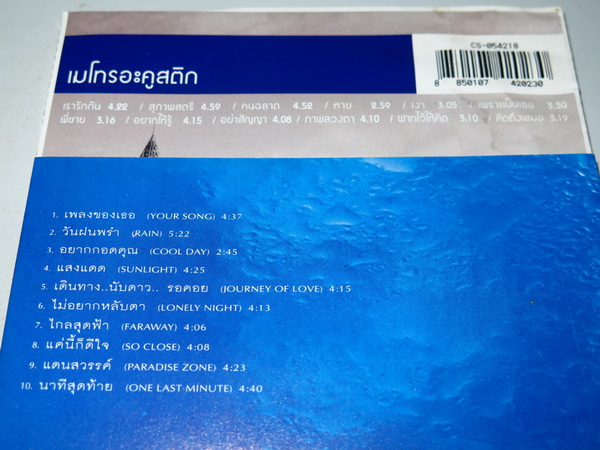 CS-054218
8 850107 420230
เมโทรอะคูสติก
เรารักกัน 4.22 / สุภาพสตรี 4.59 / คนฉลาด 4.52 / ทาย 2.59 / เงา 3.05 / เพราะเป็นเธอ 3.30
พี่ชาย 3.16 / อยากให้รู้ 4.15 / อย่าสัญญา 4.08 / ภาพลวงตา 4.10 / ฝากไว้ให้คิด 3.10 / คิดถึงเสมอ 3.19
1. เพลงของเธอ (YOUR SONG) 4:37
2. วันฝนพรำ (RAIN) 5:22
3. อยากกอดคุณ (COOL DAY) 2:45
4. แสงแดด (SUNLIGHT) 4:25
5. เดินทาง..นับดาว.. รอคอย (JOURNEY OF LOVE) 4:15
6. ไม่อยากหลับตา (LONELY NIGHT) 4:13
7. ไกลสุดฟ้า (FARAWAY) 4:06
8. แค่นี้ก็ดีใจ (SO CLOSE) 4:08
9. แดนสวรรค์ (PARADISE ZONE) 4:23
10. นาทีสุดท้าย (ONE LAST MINUTE) 4:40